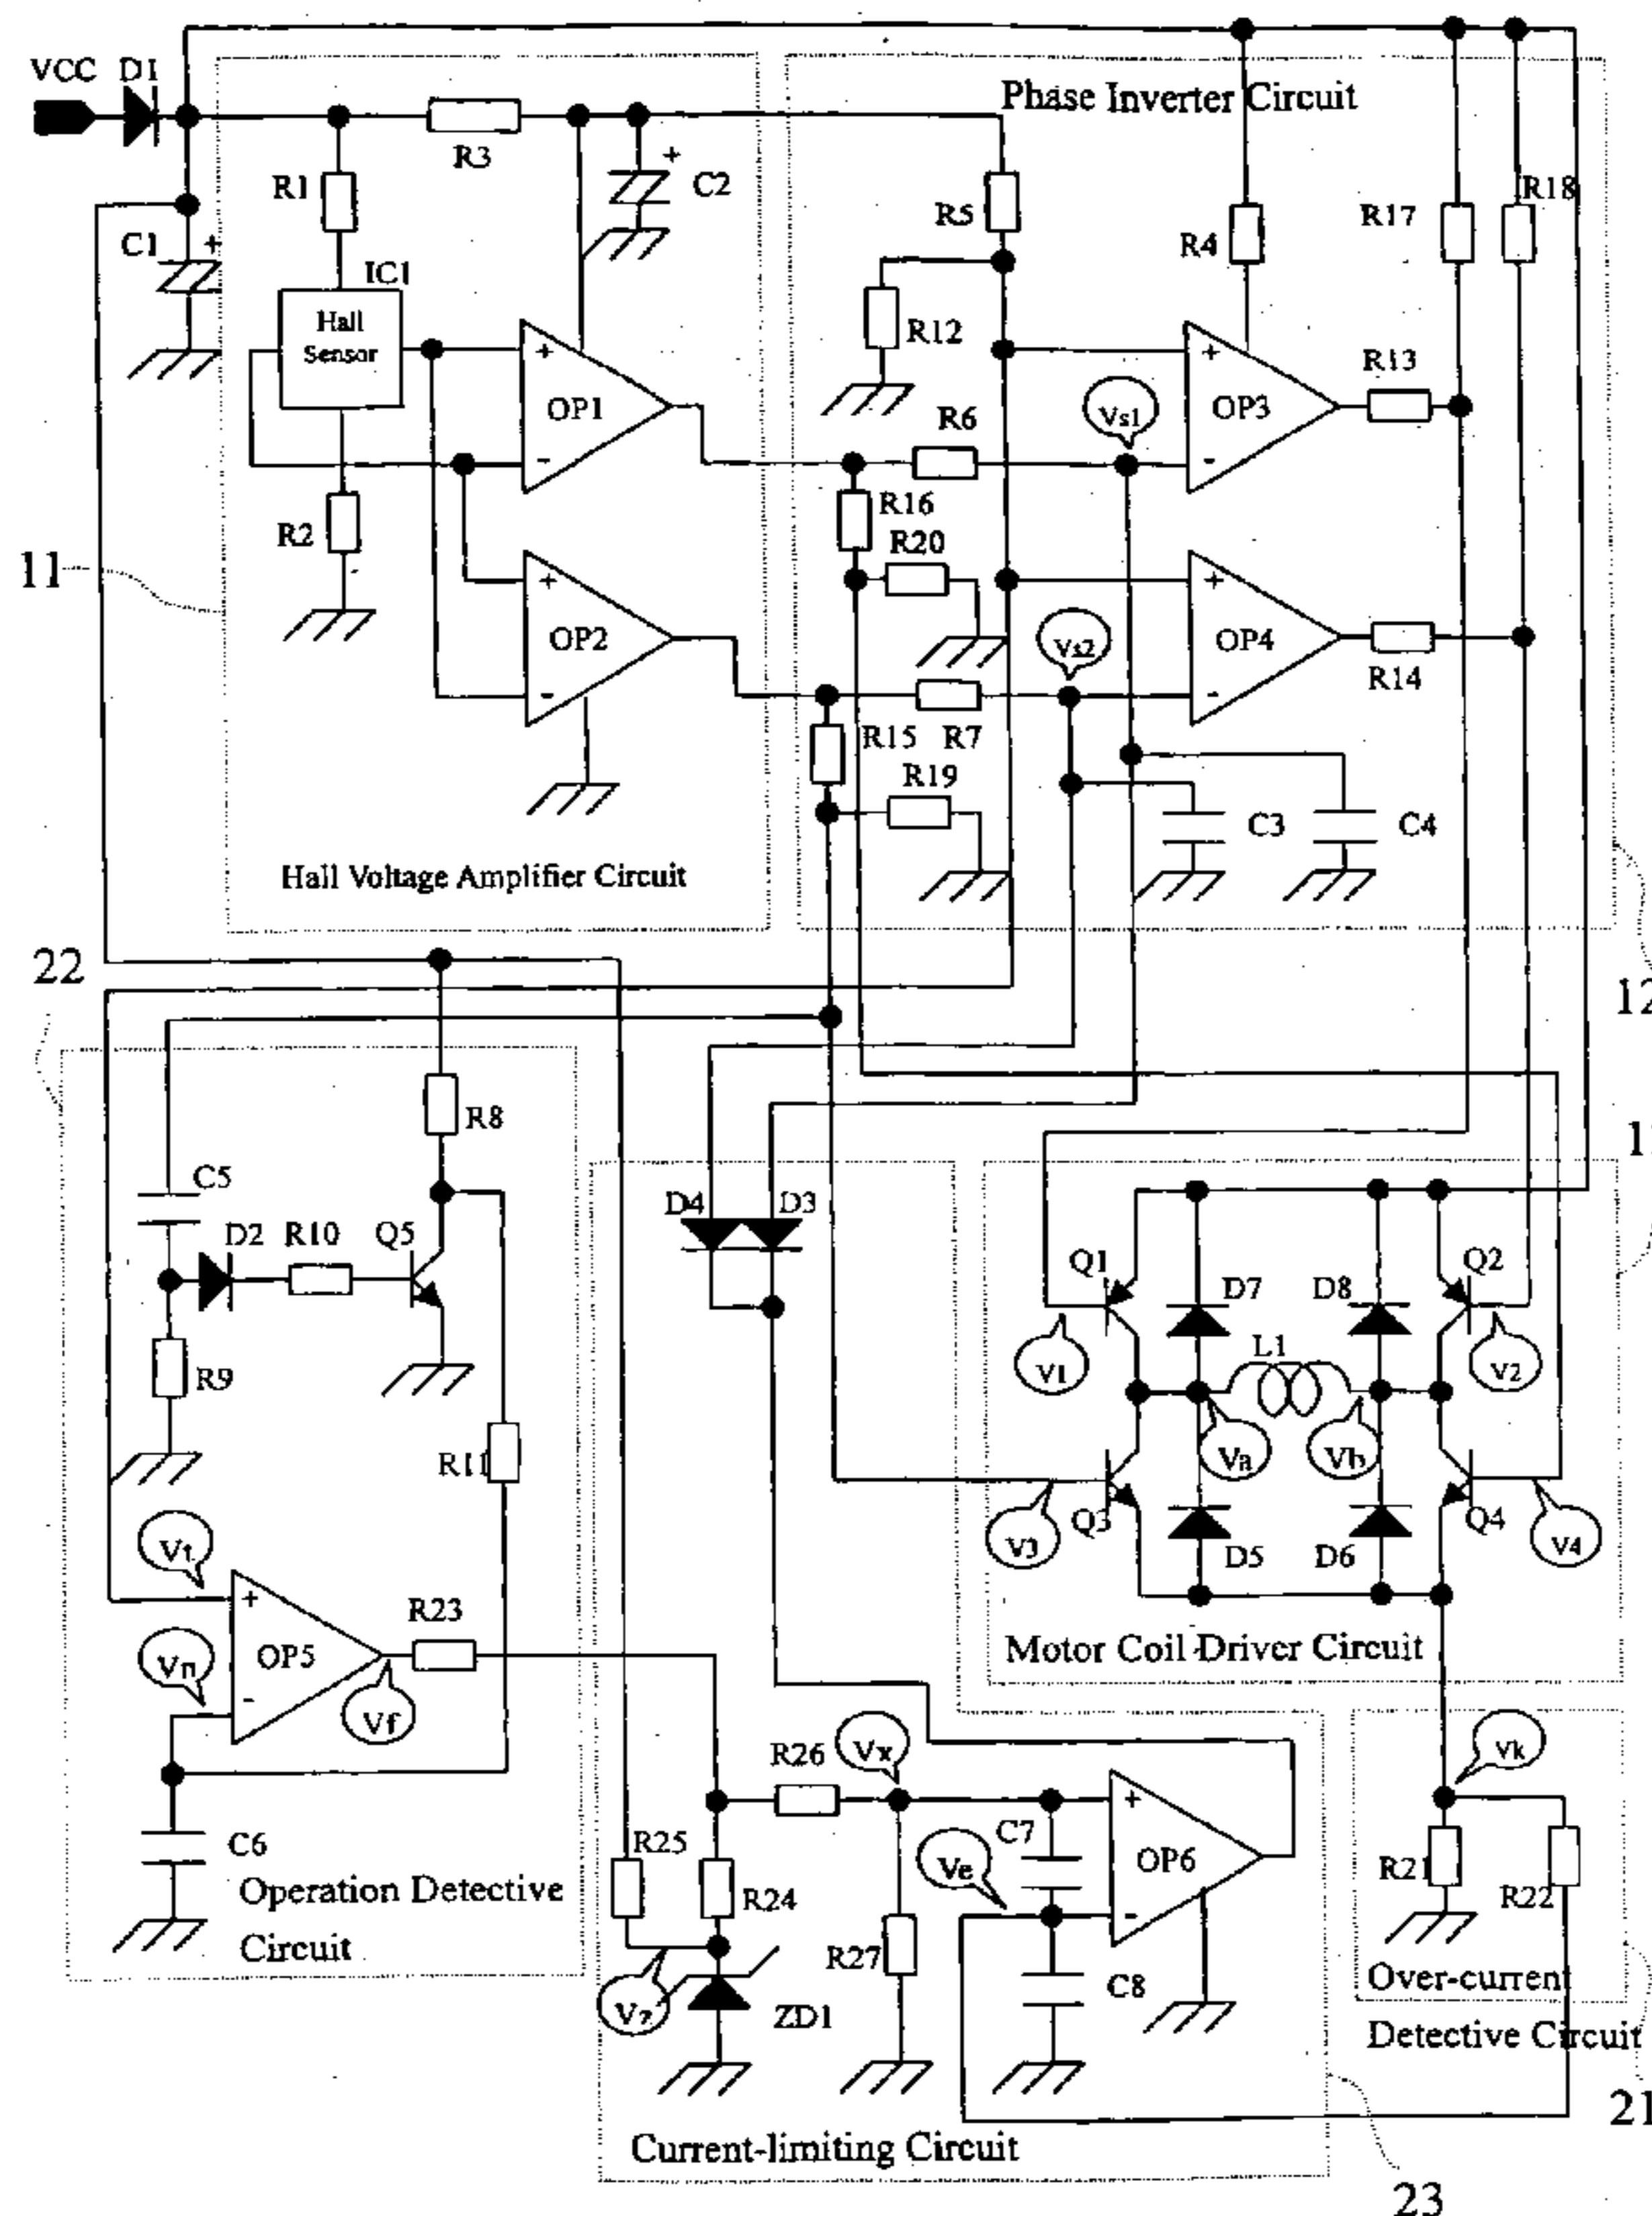 VCC D1
Phase Inverter Circuit
R3
C2
R1
R5
R4
R17
R18
C1
+
+
IC1
Hall
Sensor
R12
+
OP1
-
+
OP3
-
R13
Vs1
R6
R2
R16
R20
11
+
OP2
-
Vs2
+
OP4
-
R14
R15 R7
R19
C3
C4
Hall Voltage Amplifier Circuit
22
12
R8
C5
D2 R10 Q5
R9
R11
D4
D3
Q1
D7
D8
Q2
L1
V1
V2
Va
Vb
V3
Q3
D5
D6
Q4
V4
Motor Coil Driver Circuit
Vt
+
OP5
-
R23
Vn
Vf
R26
Vx
Vk
C6
Operation Detective
Circuit
R25
R24
C7
Ve
+
OP6
-
R21
R22
R27
C8
ZD1
Over-current
Detective Circuit
21
Current-limiting Circuit
23